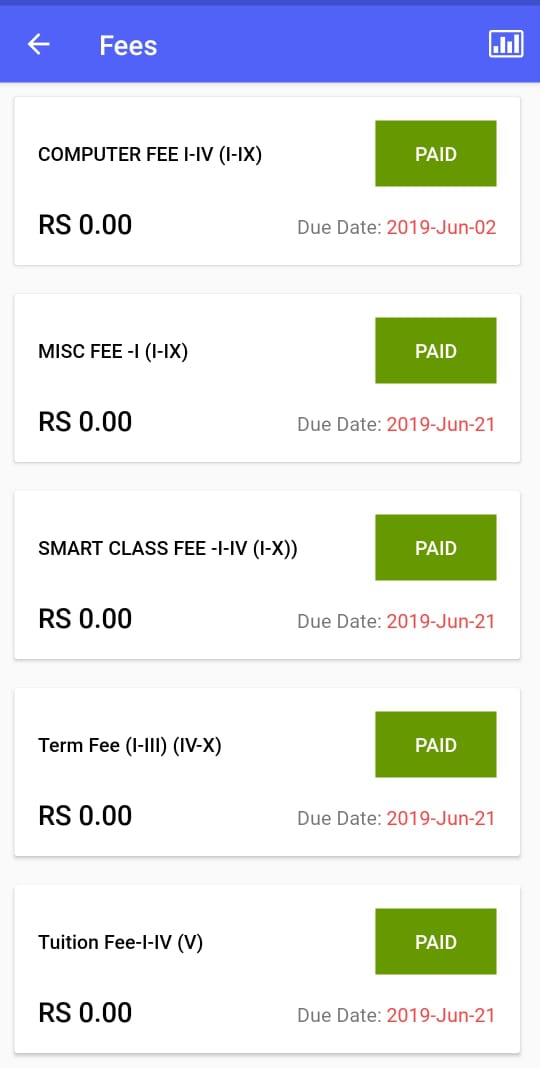 Fees
COMPUTER FEE I-IV (I-IX)
PAID
RS 0.00
Due Date: 2019-Jun-02
MISC FEE -I (I-IX)
PAID
RS 0.00
Due Date: 2019-Jun-21
SMART CLASS FEE -I-IV (I-X))
PAID
RS 0.00
Due Date: 2019-Jun-21
Term Fee (I-III) (IV-X)
PAID
RS 0.00
Due Date: 2019-Jun-21
Tuition Fee-I-IV (V)
PAID
RS 0.00
Due Date: 2019-Jun-21